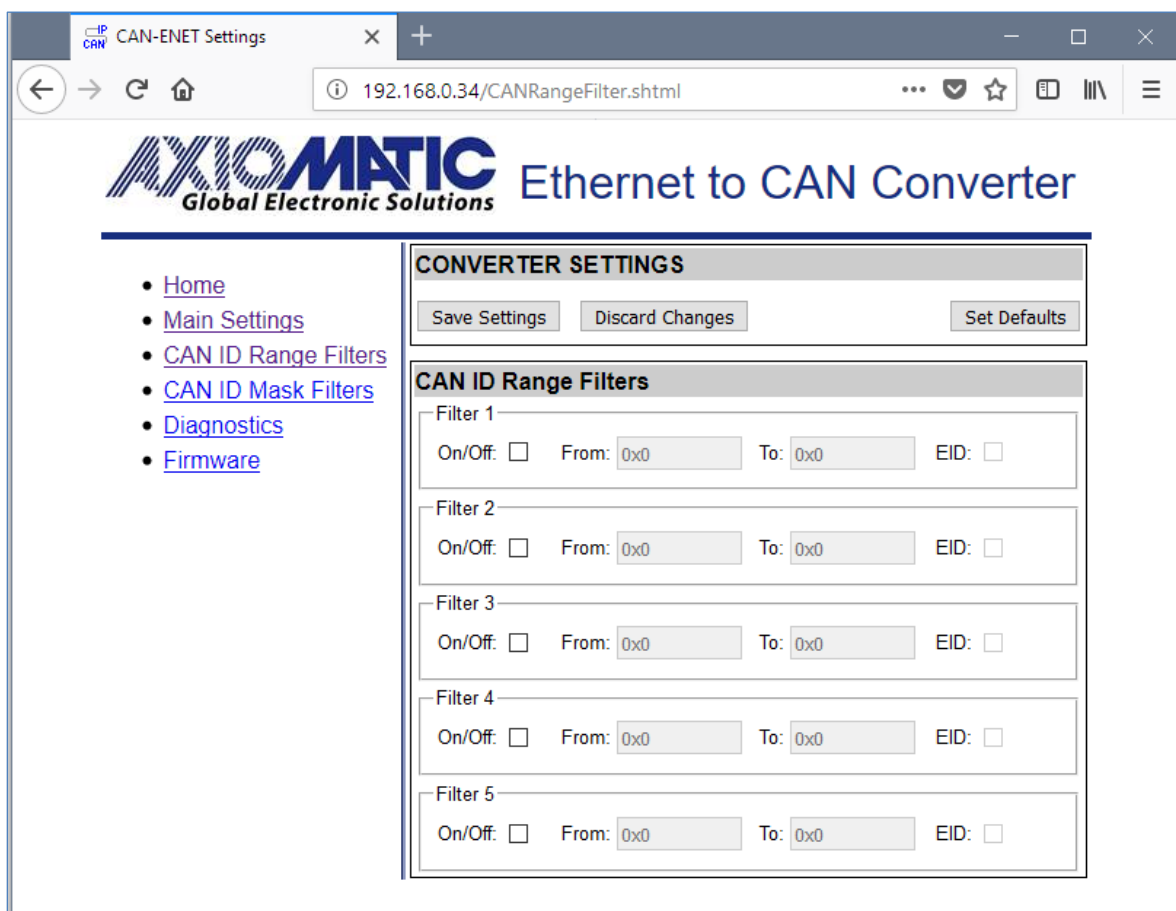 IP
CAN CAN-ENET Settings
192.168.0.34/CANRangeFilter.shtml
AXIOMATIC
Global Electronic Solutions
Ethernet to CAN Converter
Home
Main Settings
CAN ID Range Filters
CAN ID Mask Filters
Diagnostics
Firmware
CONVERTER SETTINGS
Save Settings Discard Changes Set Defaults
CAN ID Range Filters
Filter 1
On/Off: From: 0x0 To: 0x0 EID:
Filter 2
On/Off: From: 0x0 To: 0x0 EID:
Filter 3
On/Off: From: 0x0 To: 0x0 EID:
Filter 4
On/Off: From: 0x0 To: 0x0 EID:
Filter 5
On/Off: From: 0x0 To: 0x0 EID: